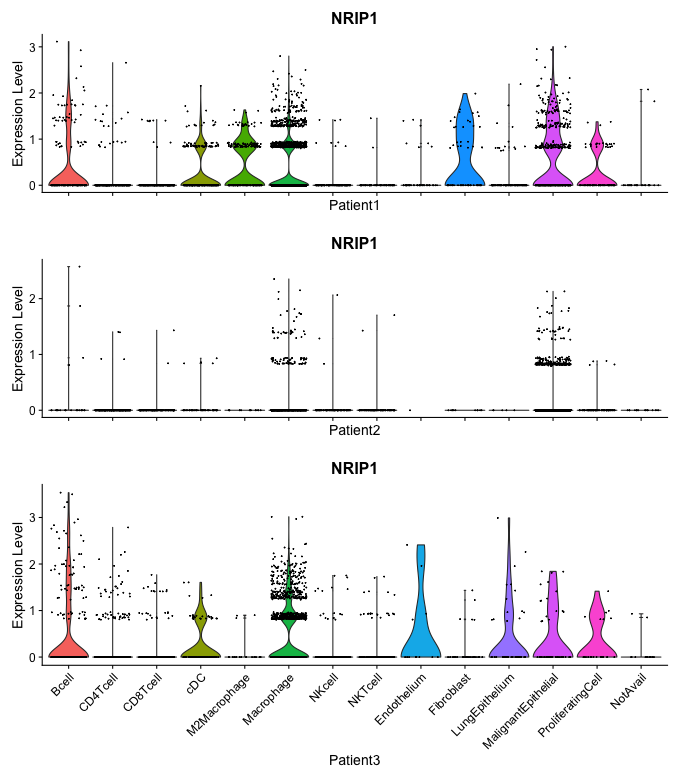 NRIP1
Expression Level
3
2
1
0
Patient1
NRIP1
Expression Level
2
1
0
Patient2
NRIP1
Expression Level
3
2
1
0
Bcell
CD4Tcell
CD8Tcell
cDC
M2Macrophage
Macrophage
NKcell
NKTcell
Endothelium
Fibroblast
LungEpithelium
MalignantEpithelial
ProliferatingCell
NotAvail
Patient3